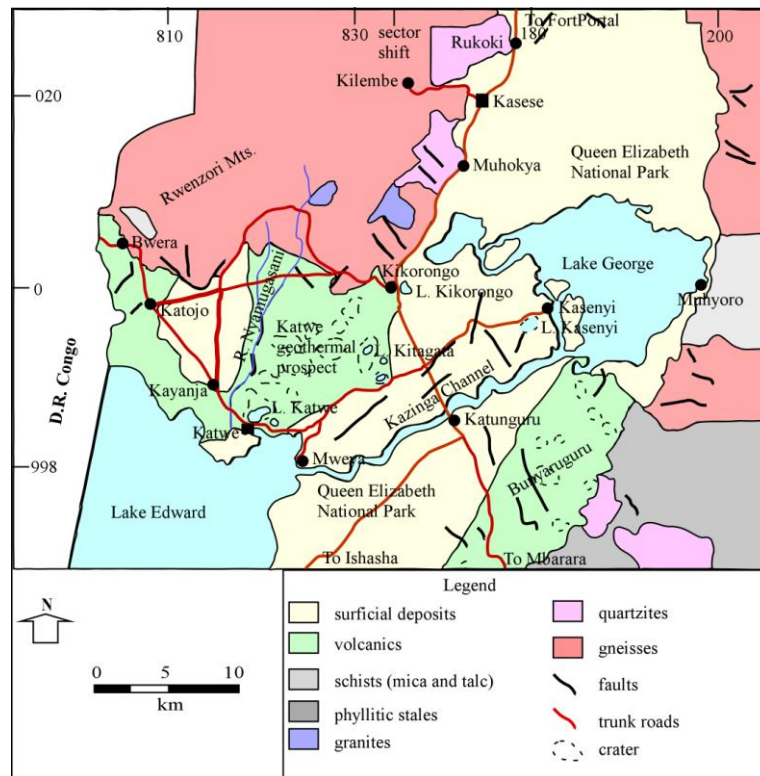 To FortPortal
810
830
180
200
sector
shift
Rukoki
Kilembe
020
Kasese
Queen Elizabeth
National Park
Muhokya
Rwenzori Mts.
Bwera
Lake George
Kikorongo
0
L. Kikorongo
Muhyoro
Katojo
R. Nyamugasani
Kasenyi
L. Kasenyi
Katwe
geothermal
prospect
L. Kitagata
D.R. Congo
Kayanja
L. Katwe
Kazinga Channel
Katwe
Katunguru
998
Mweya
Bunyaruguru
Lake Edward
Queen Elizabeth
National Park
To Ishasha
To Mbarara
Legend
N
surficial deposits
volcanics
schists (mica and talc)
phyllitic stales
granites
quartzites
gneisses
faults
trunk roads
crater
0 5 10
km